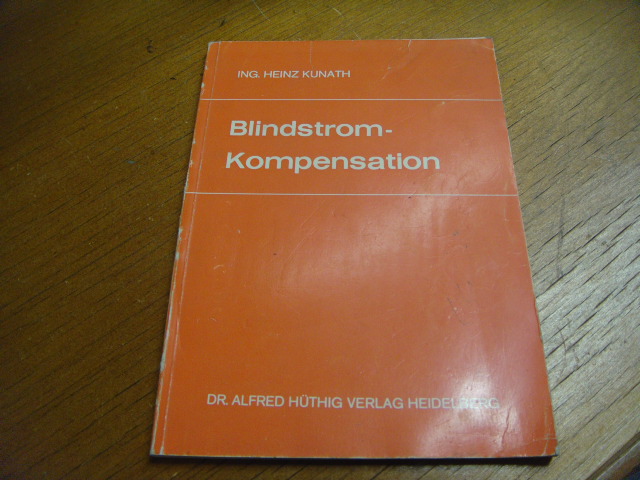 ING. HEINZ KUNATH
Blindstrom-
Kompensation
DR. ALFRED HÜTHIG VERLAG HEIDELBERG